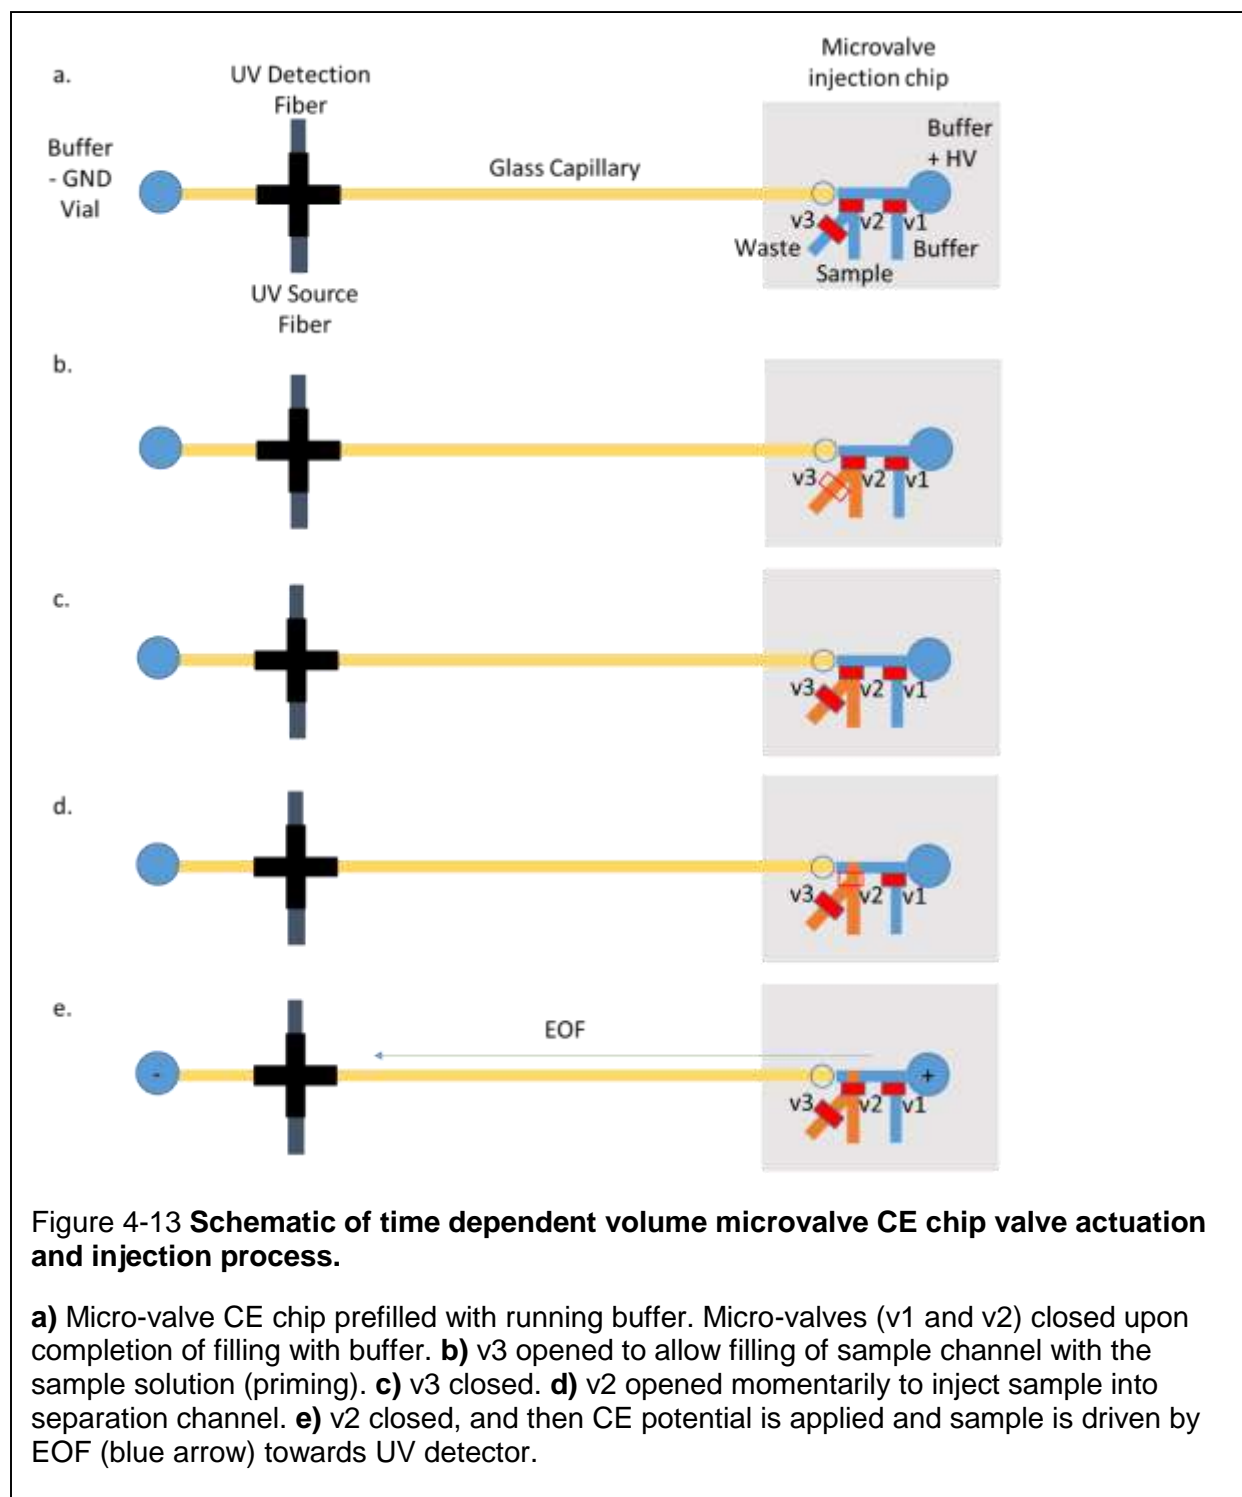 a.
UV Detection
Fiber
Microvalve
injection chip
Buffer
- GND
Vial
Glass Capillary
Buffer
+ HV
v3
v2
v1
Waste
Buffer
Sample
UV Source
Fiber
b.
v3
v2
v1
c.
v3
v2
v1
d.
v3
v2
v1
e.
EOF
-
+
v3
v2
v1
Figure 4-13 Schematic of time dependent volume microvalve CE chip valve actuation
and injection process.
a) Micro-valve CE chip prefilled with running buffer. Micro-valves (v1 and v2) closed upon
completion of filling with buffer. b) v3 opened to allow filling of sample channel with the
sample solution (priming). c) v3 closed. d) v2 opened momentarily to inject sample into
separation channel. e) v2 closed, and then CE potential is applied and sample is driven by
EOF (blue arrow) towards UV detector.